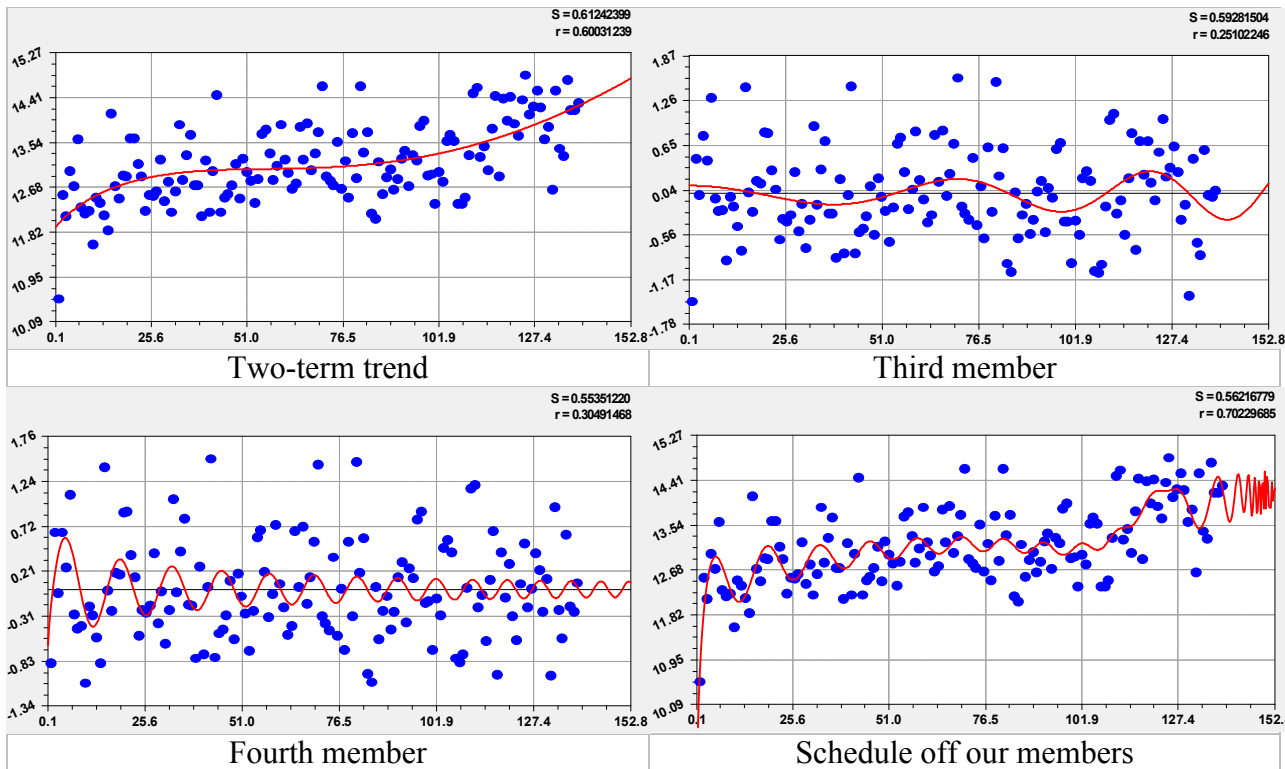 S = 0.61242399
r = 0.60031239
15.27
14.41
13.54
12.68
11.82
10.95
10.09
0.1 25.6 51.0 76.5 101.9 127.4 152.8
Two-term trend
S = 0.59281504
r = 0.25102246
1.87
1.26
0.65
0.04
-0.56
-1.17
-1.78
0.1 25.6 51.0 76.5 101.9 127.4 152.8
Third member
S = 0.55351220
r = 0.30491468
1.76
1.24
0.72
0.21
-0.31
-0.83
-1.34
0.1 25.6 51.0 76.5 101.9 127.4 152.8
Fourth member
S = 0.56216779
r = 0.70229685
15.27
14.41
13.54
12.68
11.82
10.95
10.09
0.1 25.6 51.0 76.5 101.9 127.4 152.8
Schedule off our members